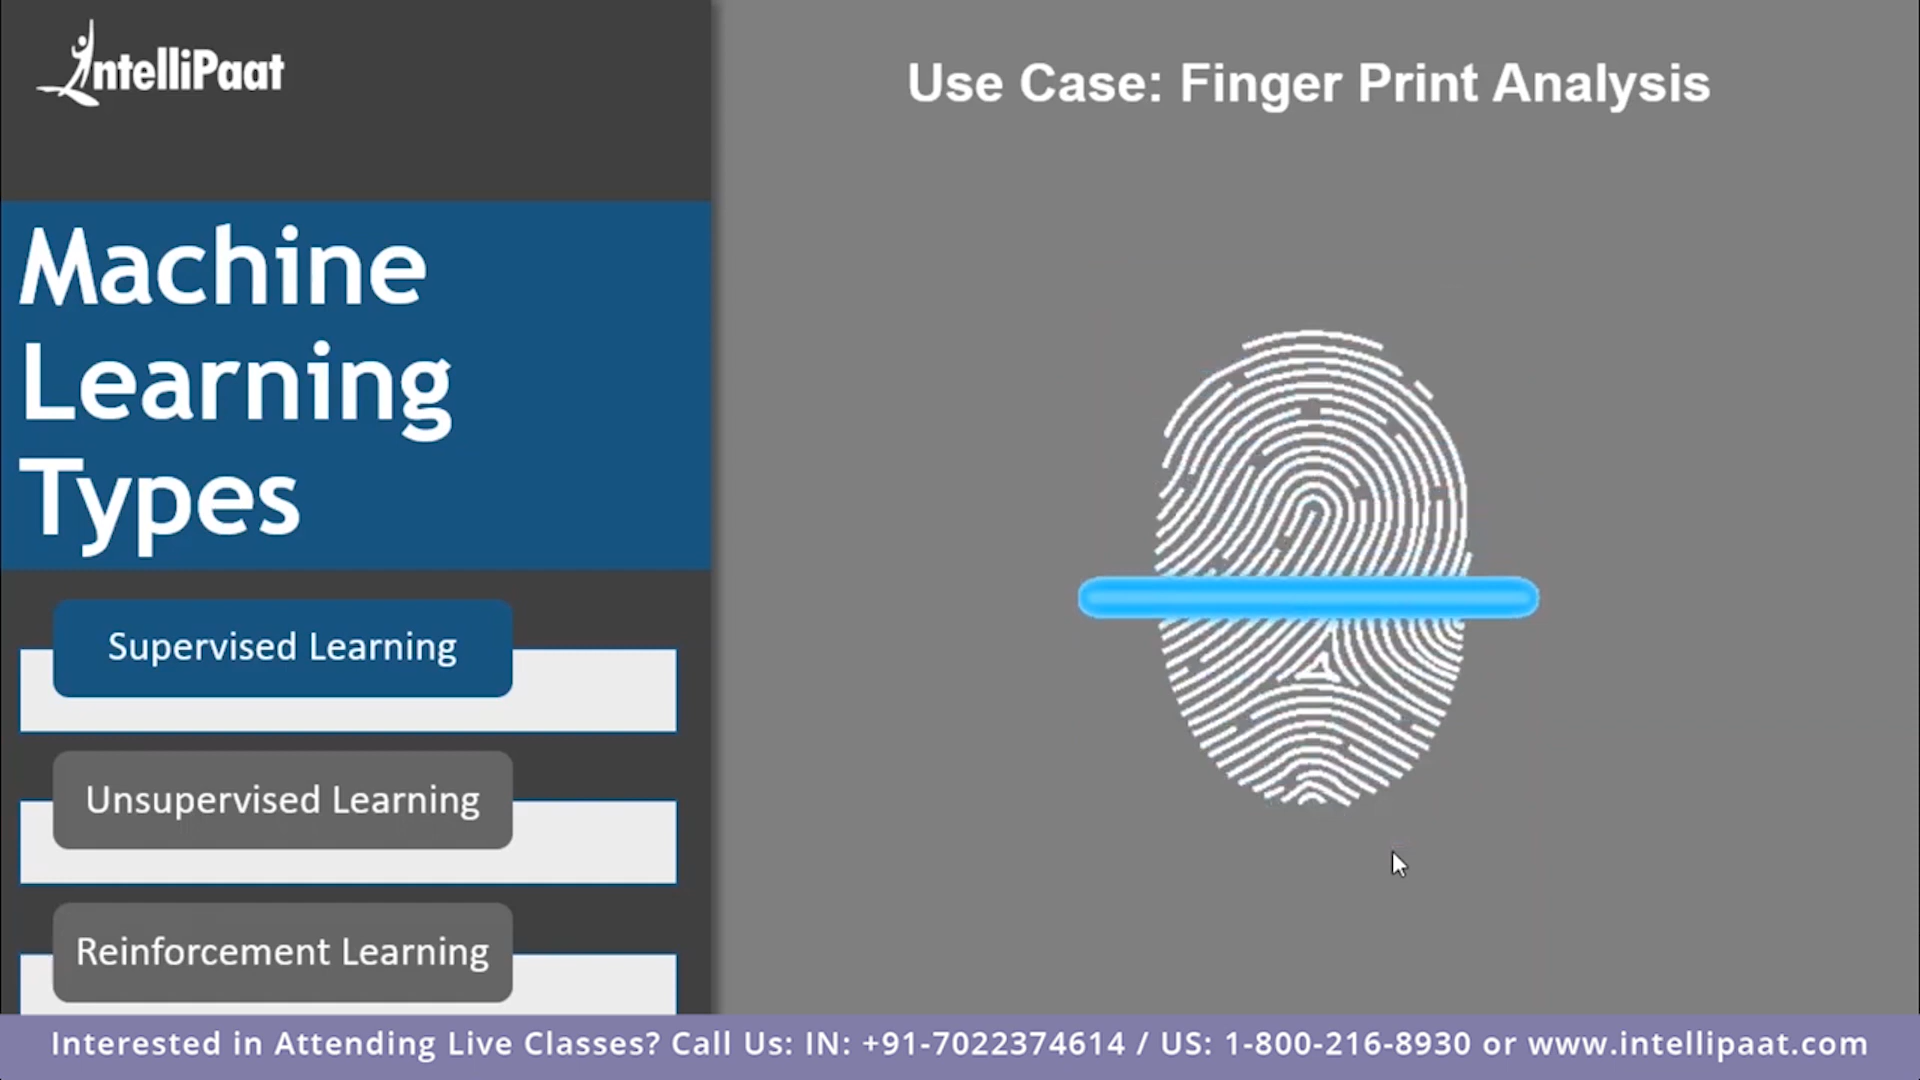 IntelliPaat
Use Case: Finger Print Analysis
Machine
Learning
Types
Supervised Learning
Unsupervised Learning
Reinforcement Learning
Interested in Attending Live Classes? Call Us: IN: +91-7022374614 / US: 1-800-216-8930 or www.intellipaat.com